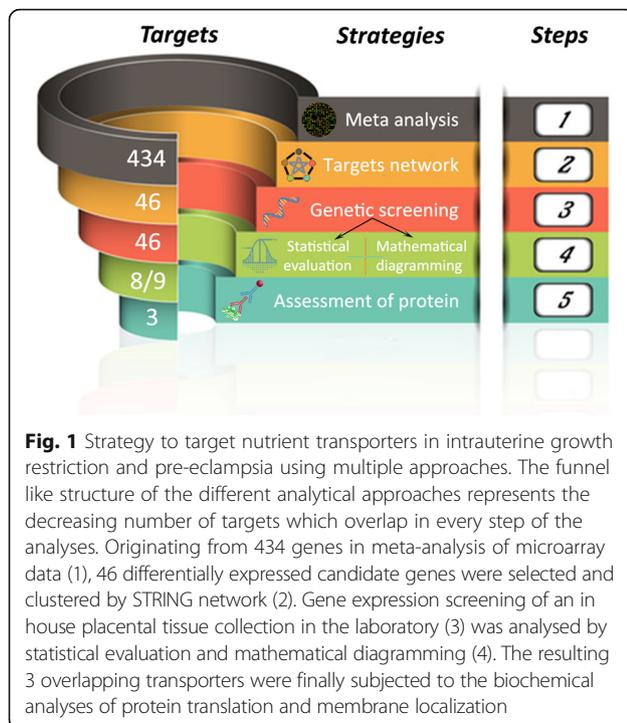 Targets Strategies Steps
434 Meta analysis 1
46 Targets network 2
46 Genetic screening 3
8/9 Statistical evaluation Mathematical diagramming 4
3 Assessment of protein 5
Fig. 1 Strategy to target nutrient transporters in intrauterine growth
restriction and pre-eclampsia using multiple approaches. The funnel
like structure of the different analytical approaches represents the
decreasing number of targets which overlap in every step of the
analyses. Originating from 434 genes in meta-analysis of microarray
data (1), 46 differentially expressed candidate genes were selected and
clustered by STRING network (2). Gene expression screening of an in
house placental tissue collection in the laboratory (3) was analysed by
statistical evaluation and mathematical diagramming (4). The resulting
3 overlapping transporters were finally subjected to the biochemical
analyses of protein translation and membrane localization